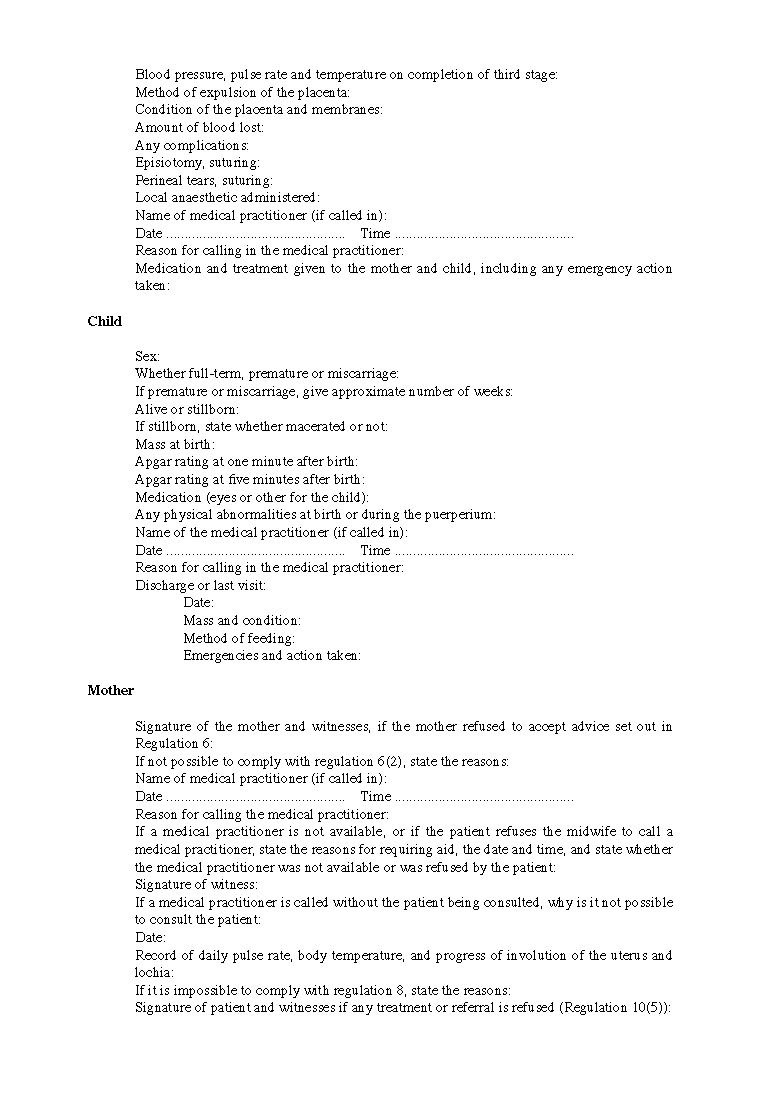 Blood pressure, pulse rate and temperature on completion of third stage:
Method of expulsion of the placenta:
Condition of the placenta and membranes:
Amount of blood lost:
Any complications:
Episiotomy, suturing:
Perineal tears, suturing:
Local anaesthetic administered:
Name of medical practitioner (if called in):
Date ................................................. Time .................................................
Reason for calling in the medical practitioner:
Medication and treatment given to the mother and child, including any emergency action
taken:
Child
Sex:
Whether full-term, premature or miscarriage:
If premature or miscarriage, give approximate number of weeks:
Alive or stillborn:
If stillborn, state whether macerated or not:
Mass at birth:
Apgar rating at one minute after birth:
Apgar rating at five minutes after birth:
Medication (eyes or other for the child):
Any physical abnormalities at birth or during the puerperium:
Name of the medical practitioner (if called in):
Date ................................................. Time .................................................
Reason for calling in the medical practitioner:
Discharge or last visit:
Date:
Mass and condition:
Method of feeding:
Emergencies and action taken:
Mother
Signature of the mother and witnesses, if the mother refused to accept advice set out in
Regulation 6:
If not possible to comply with regulation 6(2), state the reasons:
Name of medical practitioner (if called in):
Date ................................................. Time .................................................
Reason for calling the medical practitioner:
If a medical practitioner is not available, or if the patient refuses the midwife to call a
medical practitioner, state the reasons for requiring aid, the date and time, and state whether
the medical practitioner was not available or was refused by the patient:
Signature of witness:
If a medical practitioner is called without the patient being consulted, why is it not possible
to consult the patient:
Date:
Record of daily pulse rate, body temperature, and progress of involution of the uterus and
lochia:
If it is impossible to comply with regulation 8, state the reasons:
Signature of patient and witnesses if any treatment or referral is refused (Regulation 10(5)):